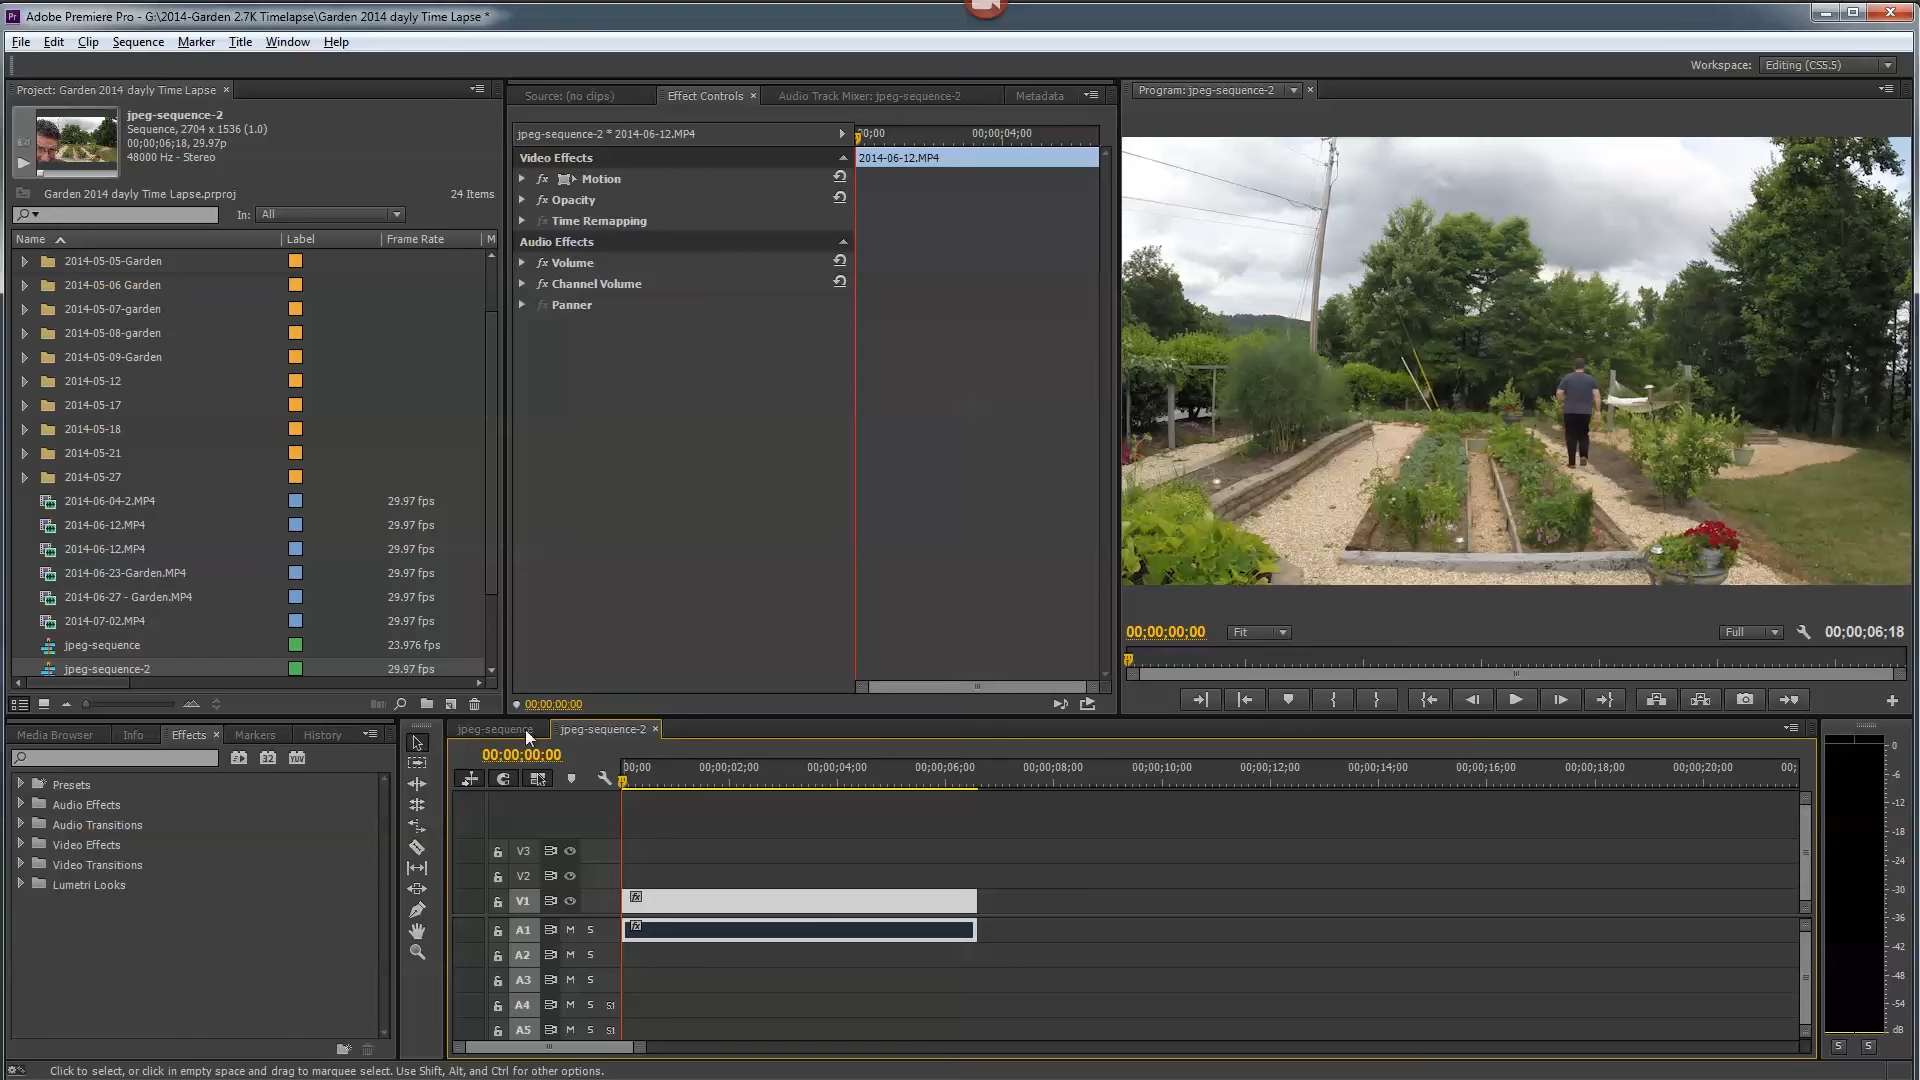 Adobe Premiere Pro - G:\2014-Garden 2.7K Timelapse\Garden 2014 dayly Time Lapse *
File Edit Clip Sequence Marker Title Window Help
Workspace: Editing (CS5.5)
Project: Garden 2014 dayly Time Lapse ×
jpeg-sequence-2
Sequence, 2704 x 1536 (1.0)
00;00;06;18, 29.97p
48000 Hz - Stereo
Garden 2014 dayly Time Lapse.prproj 24 Items
In: All
Name Label Frame Rate M
2014-05-05-Garden
2014-05-06 Garden
2014-05-07-garden
2014-05-08-garden
2014-05-09-Garden
2014-05-12
2014-05-17
2014-05-18
2014-05-21
2014-05-27
2014-06-04-2.MP4 29.97 fps
2014-06-12.MP4 29.97 fps
2014-06-12.MP4 29.97 fps
2014-06-23-Garden.MP4 29.97 fps
2014-06-27 - Garden.MP4 29.97 fps
2014-07-02.MP4 29.97 fps
jpeg-sequence 23.976 fps
jpeg-sequence-2 29.97 fps
Source: (no clips) Effect Controls × Audio Track Mixer: jpeg-sequence-2 Metadata
jpeg-sequence-2 * 2014-06-12.MP4
00;00 00;00;04;00
2014-06-12.MP4
Video Effects
fx Motion
fx Opacity
fx Time Remapping
Audio Effects
fx Volume
fx Channel Volume
fx Panner
00;00;00;00
Program: jpeg-sequence-2 ×
00;00;00;00 Fit Full 00;00;06;18
Media Browser Info Effects × Markers History
32 YUV
Presets
Audio Effects
Audio Transitions
Video Effects
Video Transitions
Lumetri Looks
jpeg-sequence jpeg-sequence-2 ×
00;00;00;00
00;00 00;00;02;00 00;00;04;00 00;00;06;00 00;00;08;00 00;00;10;00 00;00;12;00 00;00;14;00 00;00;16;00 00;00;18;00 00;00;20;00 00;
V3
V2
V1 fx
A1 M S fx
A2 M S
A3 M S
A4 M S S1
A5 M S S1
0
-6
-12
-18
-24
-30
-36
-42
-48
-54
dB
S S
Click to select, or click in empty space and drag to marquee select. Use Shift, Alt, and Ctrl for other options.